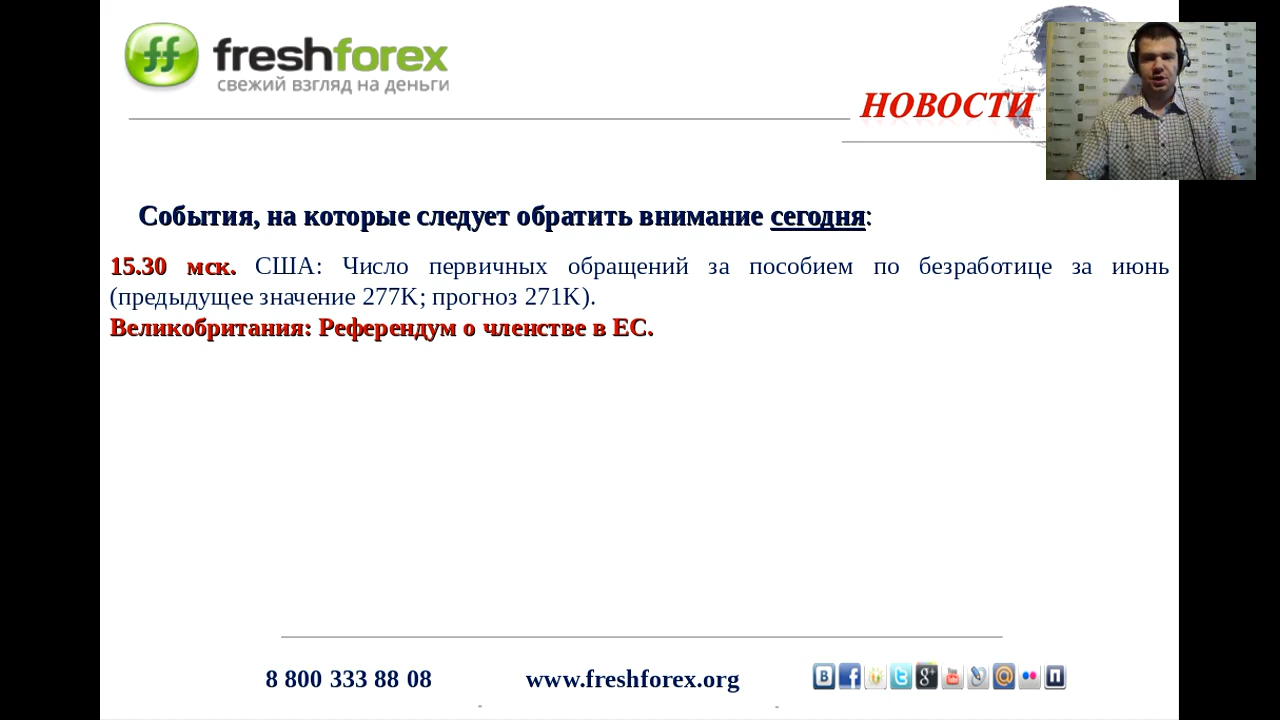 freshforex
свежий взгляд на деньги
НОВОСТИ
События, на которые следует обратить внимание сегодня:
15.30 мск. США: Число первичных обращений за пособием по безработице за июнь
(предыдущее значение 277К; прогноз 271К).
Великобритания: Референдум о членстве в ЕС.
8 800 333 88 08 www.freshforex.org